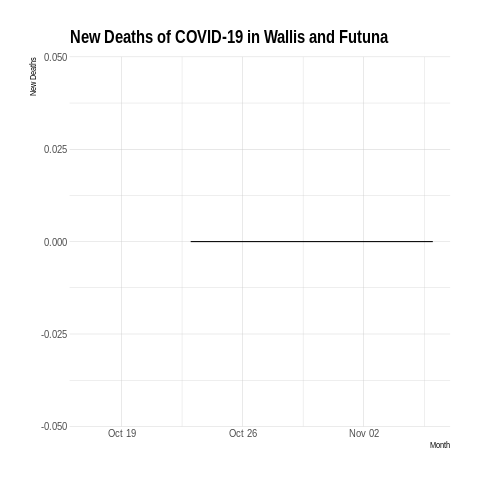 New Deaths of COVID-19 in Wallis and Futuna
New Deaths
0.050
0.025
0.000
-0.025
-0.050
Oct 19
Oct 26
Nov 02
Month